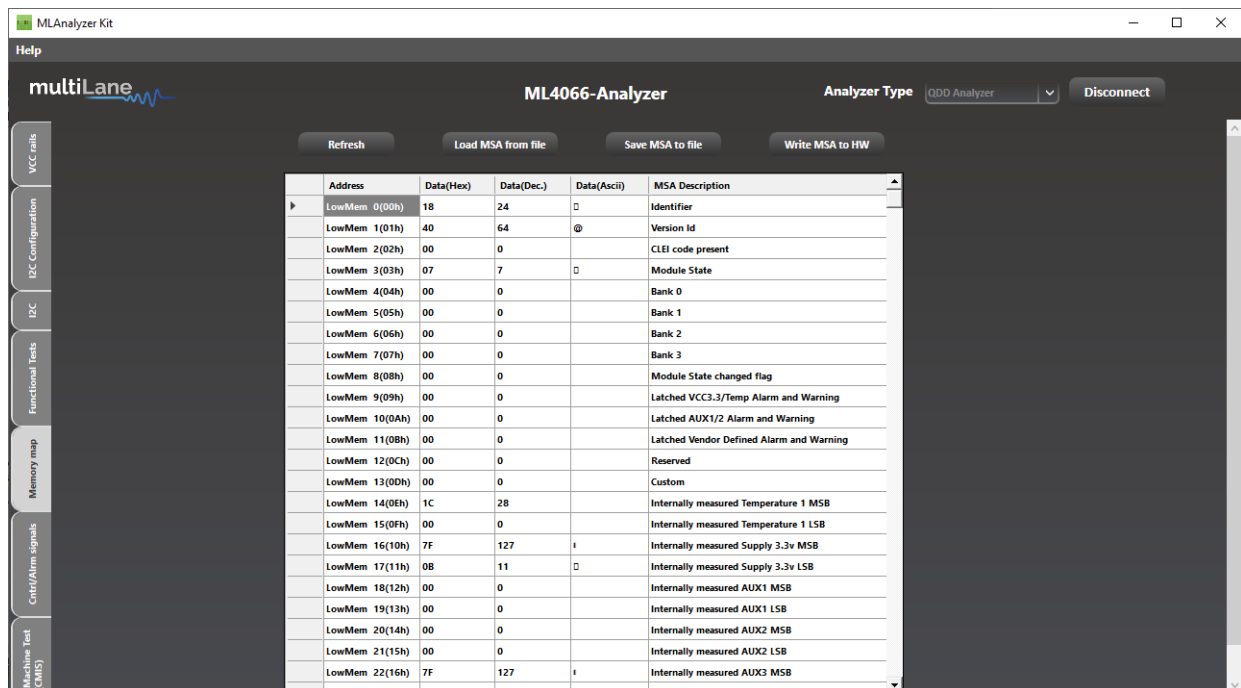 MLAnalyzer Kit
Help
multiLane
ML4066-Analyzer
Analyzer Type
QDD Analyzer
Disconnect
VCC rails
I2C Configuration
I2C
Functional Tests
Memory map
Cntrl/Alrm signals
Machine Test
(CMIS)
Refresh
Load MSA from file
Save MSA to file
Write MSA to HW
Address Data(Hex) Data(Dec.) Data(Ascii) MSA Description
LowMem 0(00h) 18 24 Identifier
LowMem 1(01h) 40 64 @ Version Id
LowMem 2(02h) 00 0 CLEI code present
LowMem 3(03h) 07 7 Module State
LowMem 4(04h) 00 0 Bank 0
LowMem 5(05h) 00 0 Bank 1
LowMem 6(06h) 00 0 Bank 2
LowMem 7(07h) 00 0 Bank 3
LowMem 8(08h) 00 0 Module State changed flag
LowMem 9(09h) 00 0 Latched VCC3.3/Temp Alarm and Warning
LowMem 10(0Ah) 00 0 Latched AUX1/2 Alarm and Warning
LowMem 11(0Bh) 00 0 Latched Vendor Defined Alarm and Warning
LowMem 12(0Ch) 00 0 Reserved
LowMem 13(0Dh) 00 0 Custom
LowMem 14(0Eh) 1C 28 Internally measured Temperature 1 MSB
LowMem 15(0Fh) 00 0 Internally measured Temperature 1 LSB
LowMem 16(10h) 7F 127 Internally measured Supply 3.3v MSB
LowMem 17(11h) 0B 11 Internally measured Supply 3.3v LSB
LowMem 18(12h) 00 0 Internally measured AUX1 MSB
LowMem 19(13h) 00 0 Internally measured AUX1 LSB
LowMem 20(14h) 00 0 Internally measured AUX2 MSB
LowMem 21(15h) 00 0 Internally measured AUX2 LSB
LowMem 22(16h) 7F 127 Internally measured AUX3 MSB